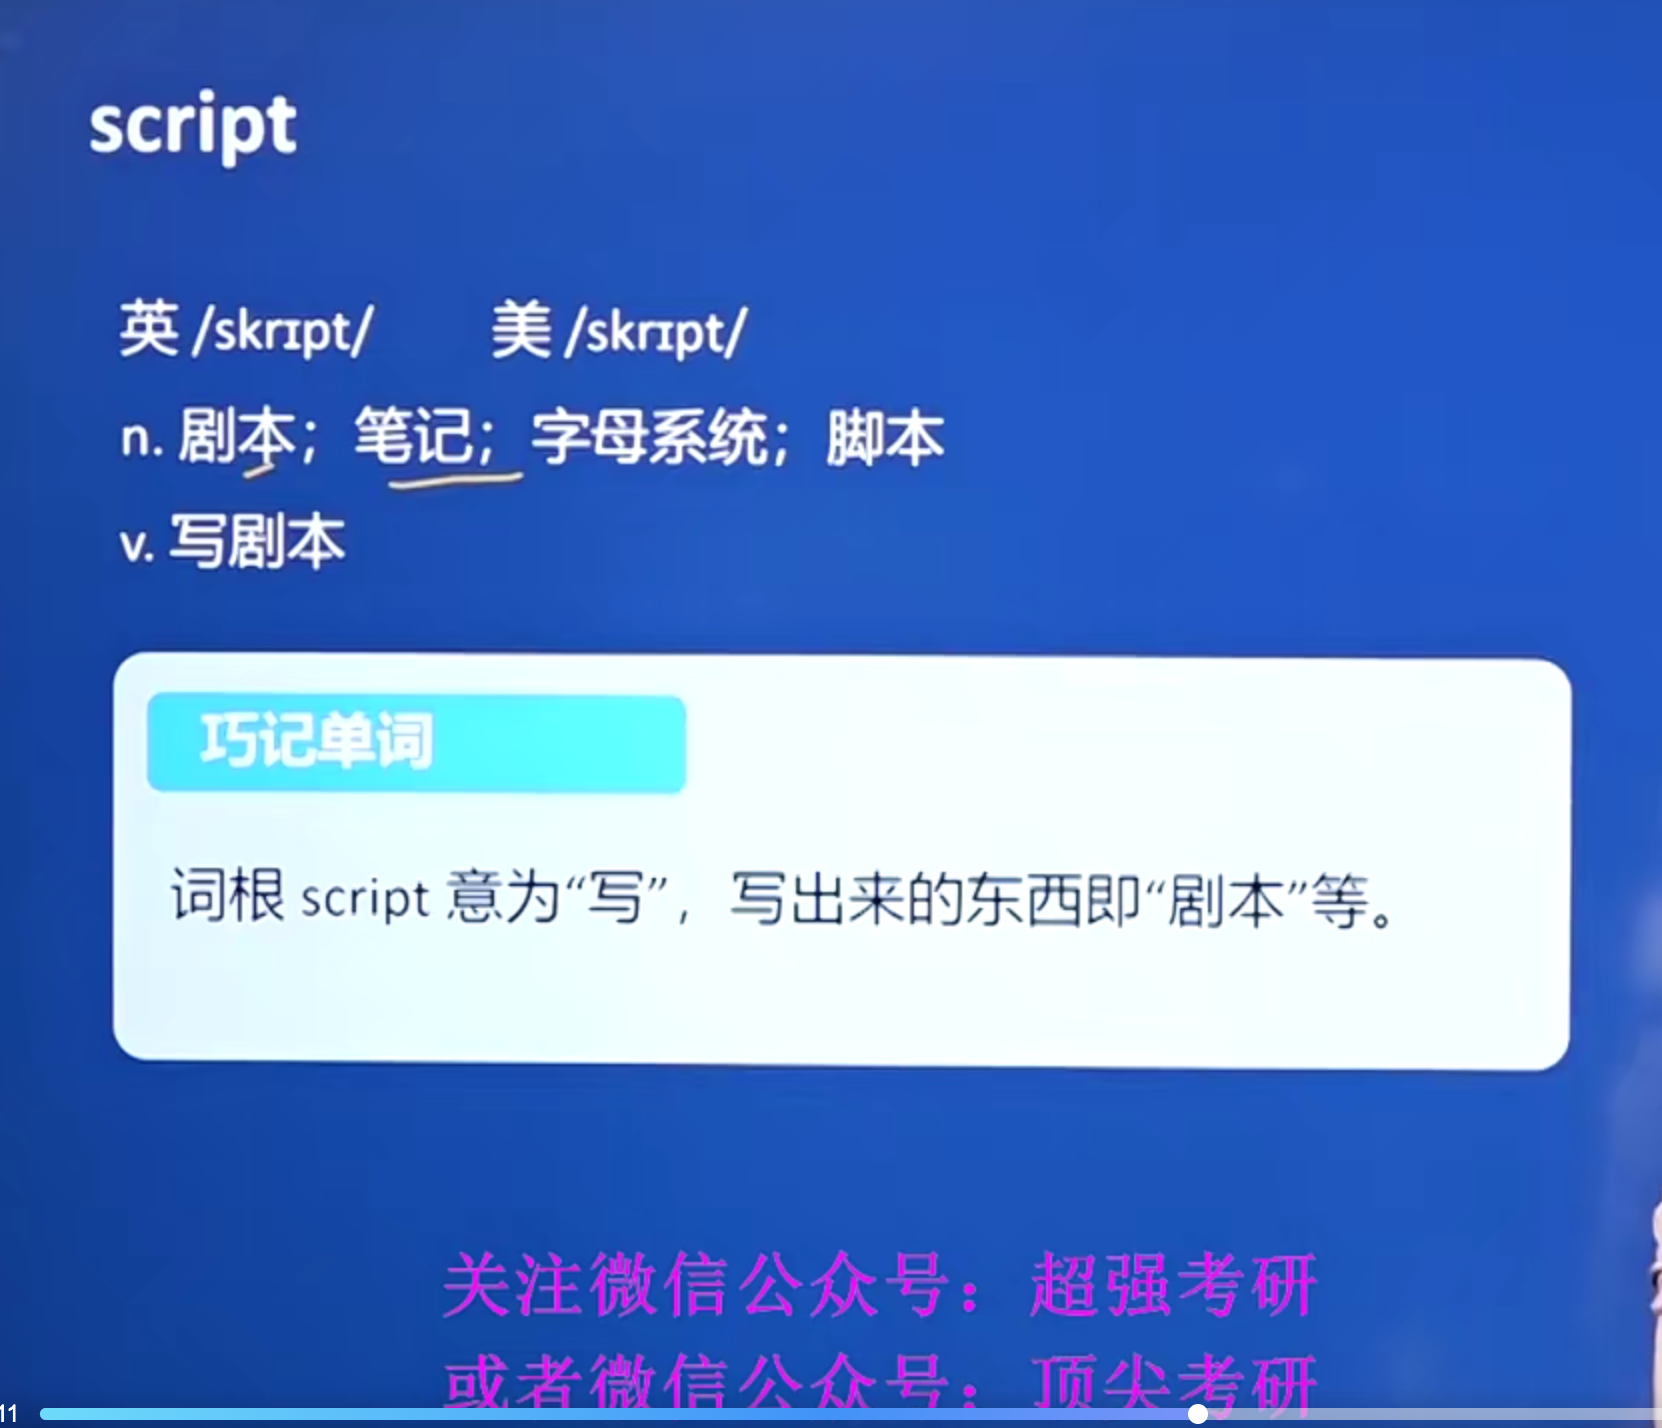 script
英 /skrɪpt/ 美 /skrɪpt/
n. 剧本；笔记；字母系统；脚本
v. 写剧本
巧记单词
词根 script 意为“写”，写出来的东西即“剧本”等。
关注微信公众号：超强考研
或者微信公众号：顶尖考研
11